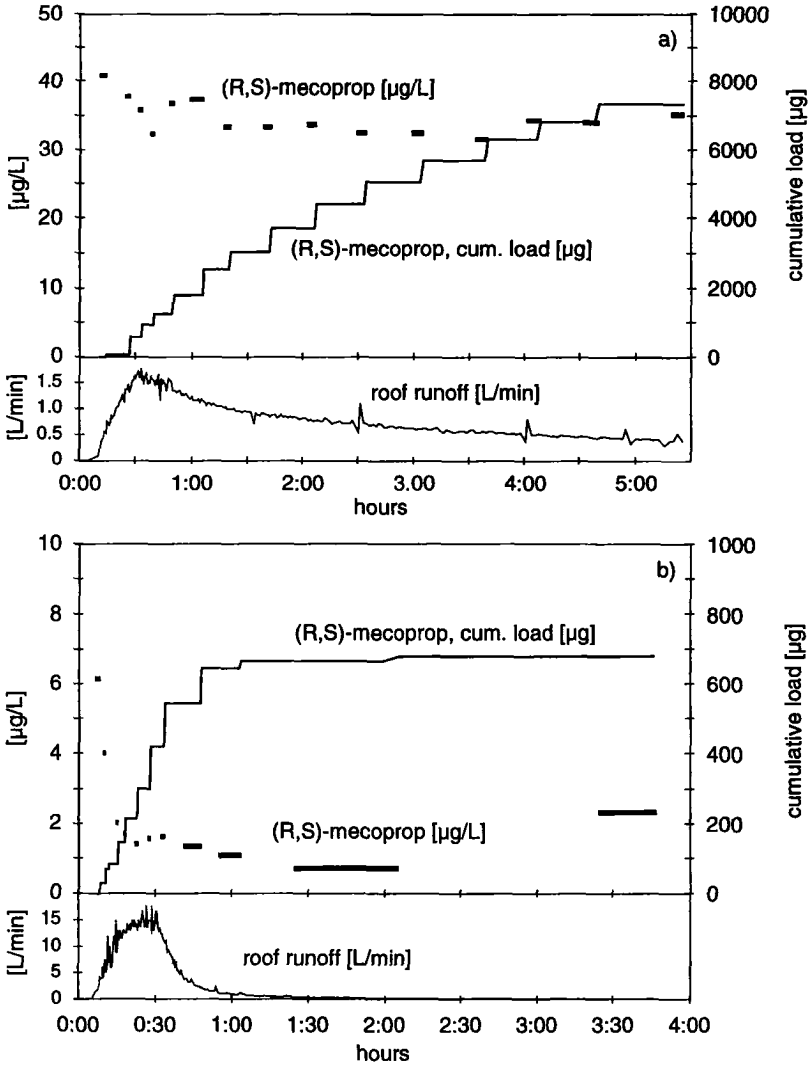 50
40
30
20
10
0
[µg/L]
a)
(R,S)-mecoprop [µg/L]
(R,S)-mecoprop, cum. load [µg]
10000
8000
6000
4000
2000
0
cumulative load [µg]
1.5
1.0
0.5
0
[L/min]
roof runoff [L/min]
0:00 1:00 2:00 3.00 4:00 5:00
hours
10
8
6
4
2
0
[µg/L]
b)
(R,S)-mecoprop, cum. load [µg]
(R,S)-mecoprop [µg/L]
1000
800
600
400
200
0
cumulative load [µg]
15
10
5
0
[L/min]
roof runoff [L/min]
0:00 0:30 1:00 1:30 2:00 2:30 3:00 3:30 4:00
hours